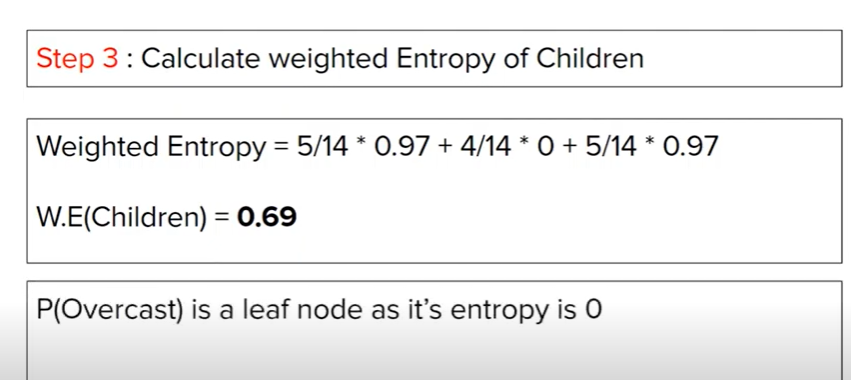 Step 3 : Calculate weighted Entropy of Children
Weighted Entropy = 5/14 * 0.97 + 4/14 * 0 + 5/14 * 0.97
W.E(Children) = 0.69
P(Overcast) is a leaf node as it’s entropy is 0